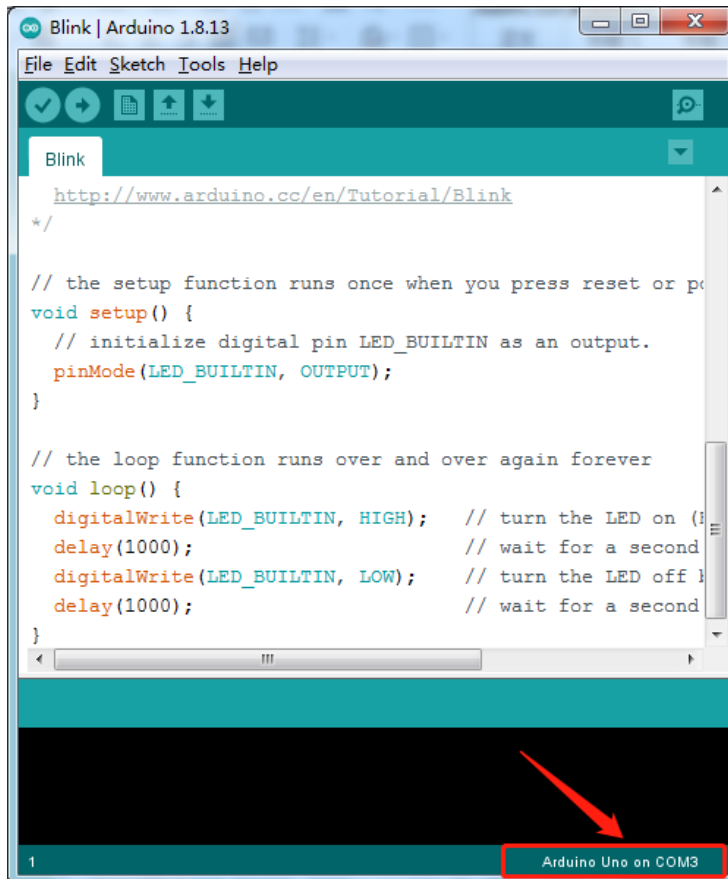 Blink | Arduino 1.8.13
File Edit Sketch Tools Help
Blink
http://www.arduino.cc/en/Tutorial/Blink
*/
// the setup function runs once when you press reset or
void setup() {
// initialize digital pin LED_BUILTIN as an output.
pinMode(LED_BUILTIN, OUTPUT);
}
// the loop function runs over and over again forever
void loop() {
digitalWrite(LED_BUILTIN, HIGH); // turn the LED on
delay(1000); // wait for a second
digitalWrite(LED_BUILTIN, LOW); // turn the LED off
delay(1000); // wait for a second
}
1
Arduino Uno on COM3